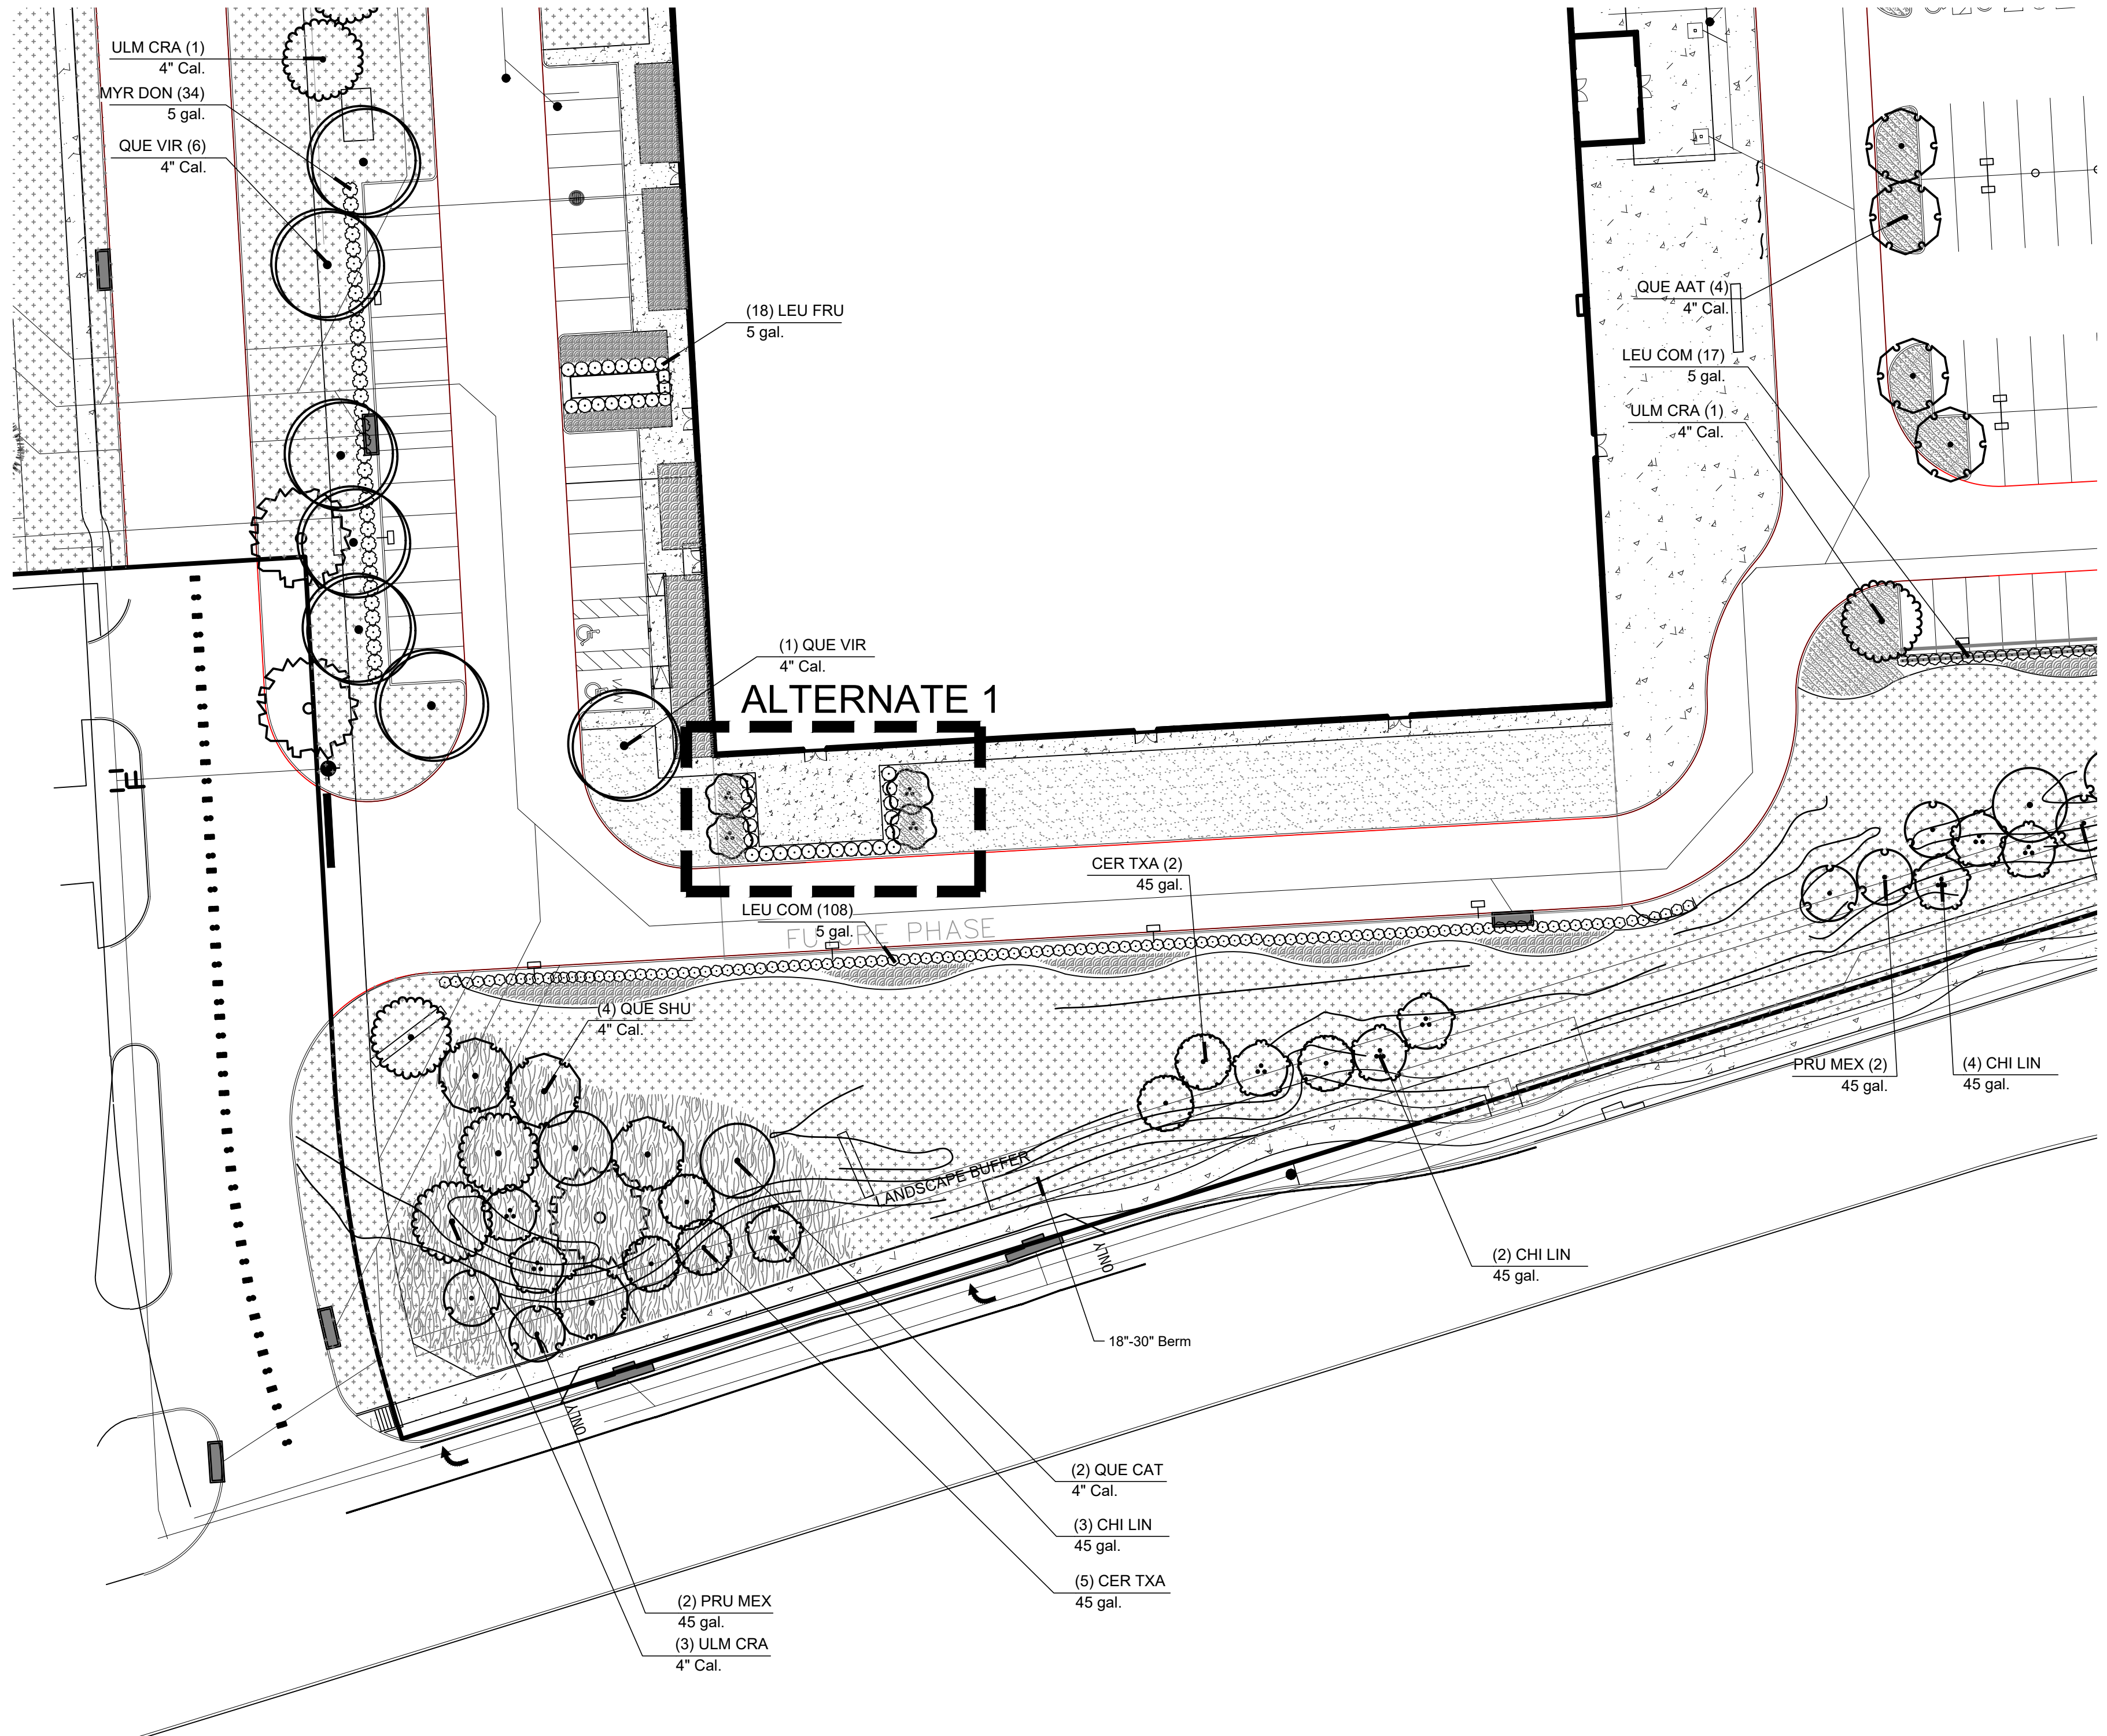 ULM CRA (1)
4" Cal.
MYR DON (34)
5 gal.
QUE VIR (6)
4" Cal.
(18) LEU FRU
5 gal.
QUE AAT (4)
4" Cal.
LEU COM (17)
5 gal.
ULM CRA (1)
4" Cal.
(1) QUE VIR
4" Cal.
ALTERNATE 1
CER TXA (2)
45 gal.
LEU COM (108)
5 gal.
FUTURE PHASE
(4) QUE SHU
4" Cal.
PRU MEX (2)
45 gal.
(4) CHI LIN
45 gal.
LANDSCAPE BUFFER
ONLY
(2) CHI LIN
45 gal.
18"-30" Berm
ONLY
(2) QUE CAT
4" Cal.
(3) CHI LIN
45 gal.
(5) CER TXA
45 gal.
(2) PRU MEX
45 gal.
(3) ULM CRA
4" Cal.